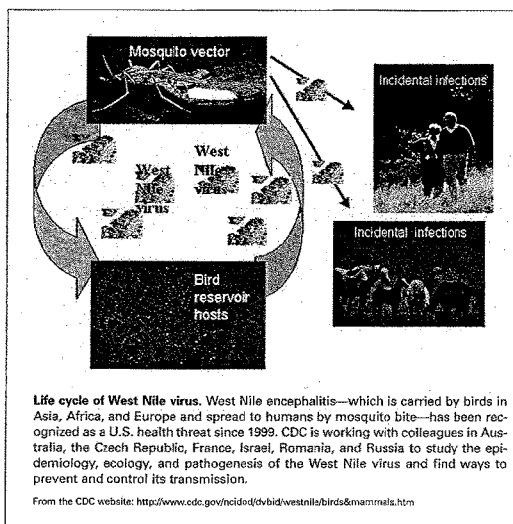 Mosquito vector
Incidental infections
West
Nile
virus
West
Nile
virus
Incidental infections
Bird
reservoir
hosts
Life cycle of West Nile virus. West Nile encephalitis—which is carried by birds in
Asia, Africa, and Europe and spread to humans by mosquito bite—has been rec-
ognized as a U.S. health threat since 1999. CDC is working with colleagues in Aus-
tralia, the Czech Republic, France, Israel, Romania, and Russia to study the epi-
demiology, ecology, and pathogenesis of the West Nile virus and find ways to
prevent and control its transmission.
From the CDC website: http://www.cdc.gov/ncidod/dvbid/westnile/birds&mammals.htm